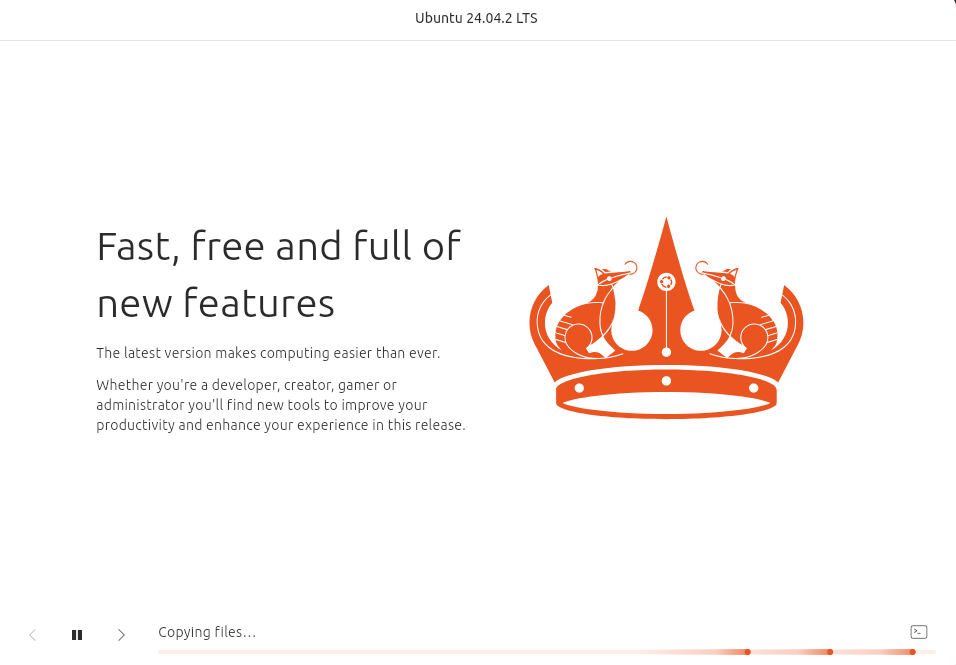 Ubuntu 24.04.2 LTS
Fast, free and full of
new features
The latest version makes computing easier than ever.
Whether you're a developer, creator, gamer or
administrator you'll find new tools to improve your
productivity and enhance your experience in this release.
Copying files...